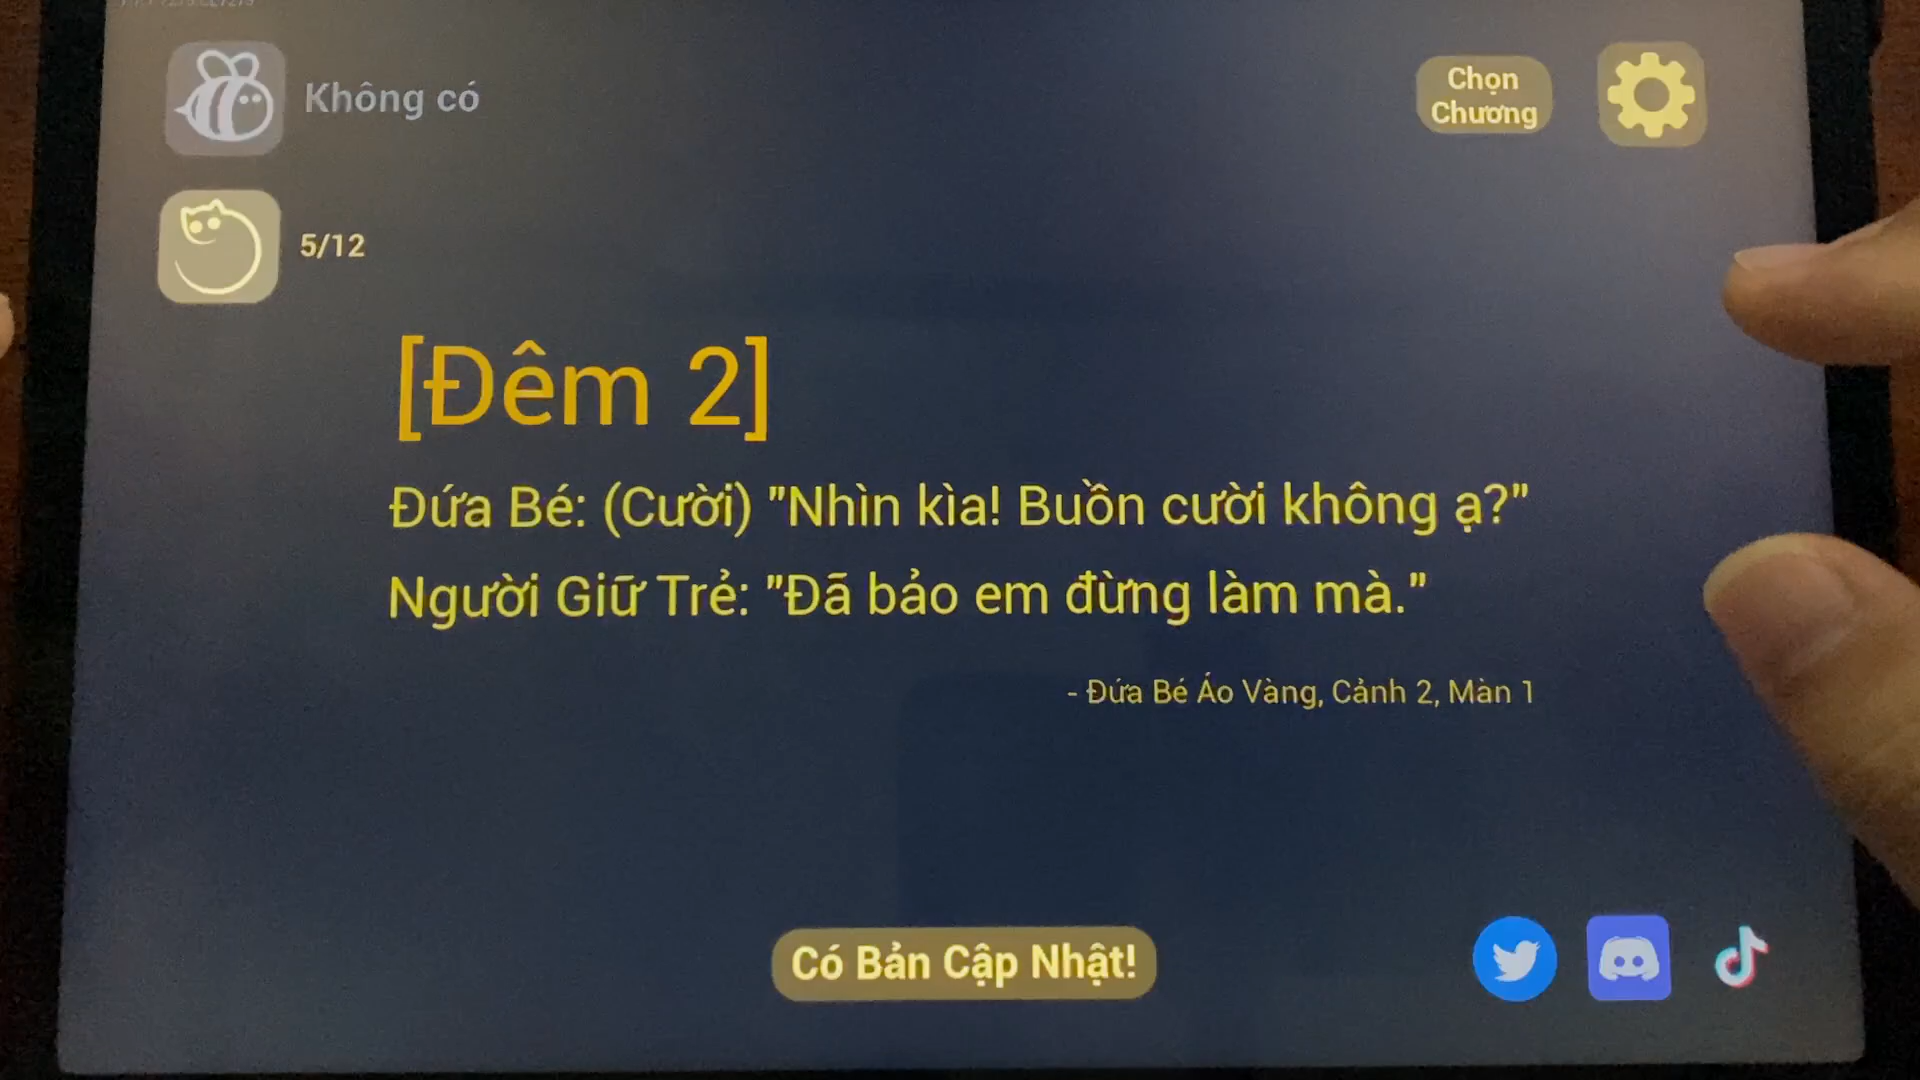 Không có
Chọn
Chương
5/12
[Đêm 2]
Đứa Bé: (Cười) "Nhìn kìa! Buồn cười không ạ?"
Người Giữ Trẻ: "Đã bảo em đừng làm mà."
- Đứa Bé Áo Vàng, Cảnh 2, Màn 1
Có Bản Cập Nhật!